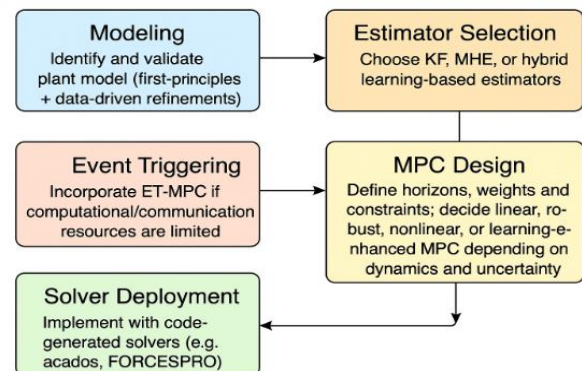 Modeling
Identify and validate
plant model (first-principles
+ data-driven refinements)
Estimator Selection
Choose KF, MHE, or hybrid
learning-based estimators
Event Triggering
Incorporate ET-MPC if
computational/communication
resources are limited
MPC Design
Define horizons, weights and
constraints; decide linear, ro-
bust, nonlinear, or learning-e-
nhanced MPC depending on
dynamics and uncertainty
Solver Deployment
Implement with code-
generated solvers (e.g.
acados, FORCESPRO)